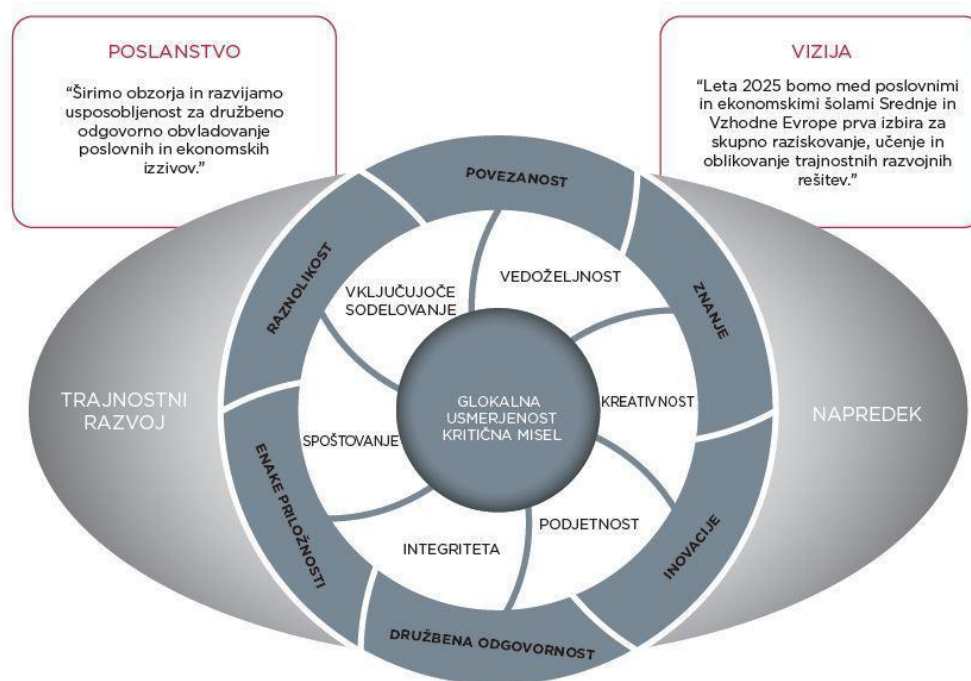 POSLANSTVO
“Širimo obzorja in razvijamo
usposobljenost za družbeno
odgovorno obvladovanje
poslovnih in ekonomskih
izzivov.”
VIZIJA
“Leta 2025 bomo med poslovnimi
in ekonomskimi šolami Srednje in
Vzhodne Evrope prva izbira za
skupno raziskovanje, učenje in
oblikovanje trajnostnih razvojnih
rešitev.”
POVEZANOST
RAZNOLIKOST
ZNANJE
VKLJUČUJOČE
SODELOVANJE
VEDOŽELJNOST
TRAJNOSTNI
RAZVOJ
SPOŠTOVANJE
GLOKALNA
USMERJENOST
KRITIČNA MISEL
KREATIVNOST
NAPREDEK
ENAKE PRILOŽNOSTI
INTEGRITETA
PODJETNOST
INOVACIJE
DRUŽBENA ODGOVORNOST